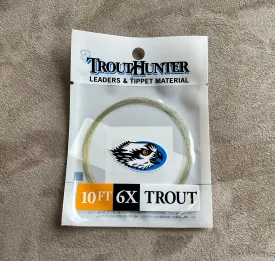 TROUTHUNTER
LEADERS & TIPPET MATERIAL
10 FT 6X TROUT